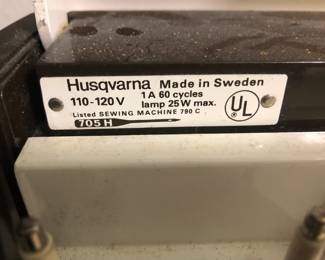 Husqvarna Made in Sweden
110-120 V 1 A 60 cycles
lamp 25 W max.
Listed SEWING MACHINE 790 C
705 H
UL